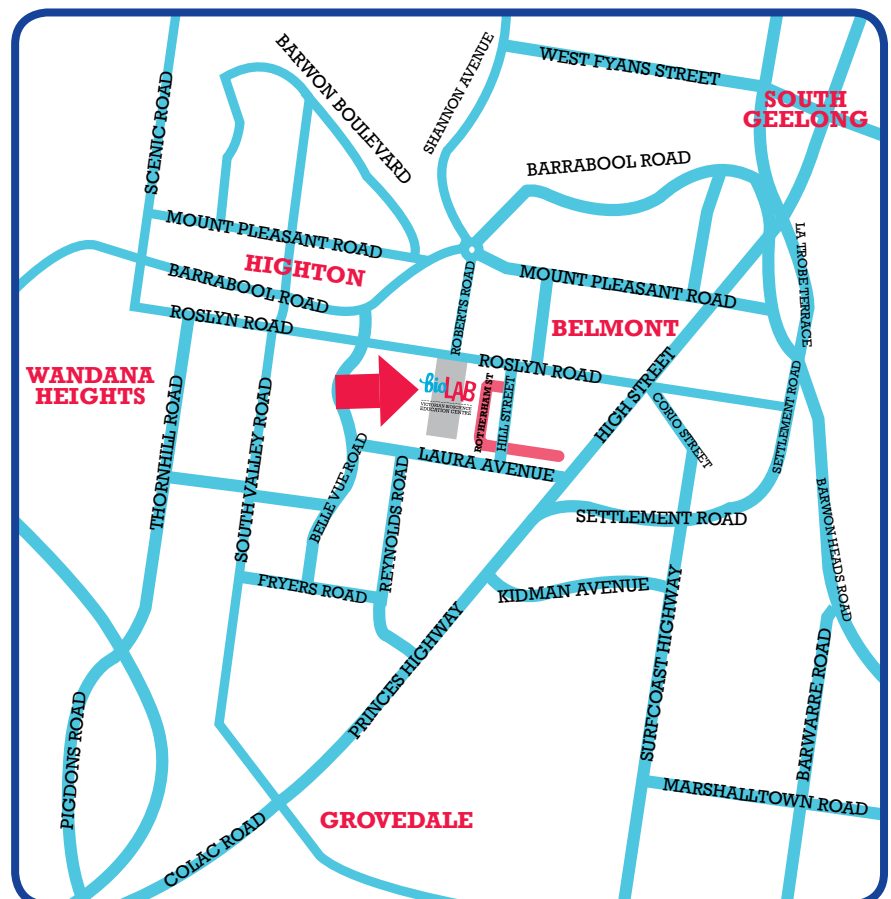 BARWON BOULEVARD
SHANNON AVENUE
WEST FYANS STREET
SCENIC ROAD
SOUTH
GEELONG
BARRABOOL ROAD
MOUNT PLEASANT ROAD
HIGHTON
BARRABOOL ROAD
ROSLYN ROAD
ROBERTS ROAD
MOUNT PLEASANT ROAD
LA TROBE TERRACE
BELMONT
ROSLYN ROAD
WANDANA
HEIGHTS
bioLAB
VICTORIAN BIOSCIENCE
EDUCATION CENTRE
ROTHERHAM ST
HILL STREET
HIGH STREET
CORIO STREET
SETTLEMENT ROAD
THORNHILL ROAD
SOUTH VALLEY ROAD
BELLE VUE ROAD
LAURA AVENUE
REYNOLDS ROAD
SETTLEMENT ROAD
BARWON HEADS ROAD
FRYERS ROAD
KIDMAN AVENUE
PRINCES HIGHWAY
SURFCOAST HIGHWAY
BARWARRE ROAD
PIGDONS ROAD
MARSHALLTOWN ROAD
COLAC ROAD
GROVEDALE